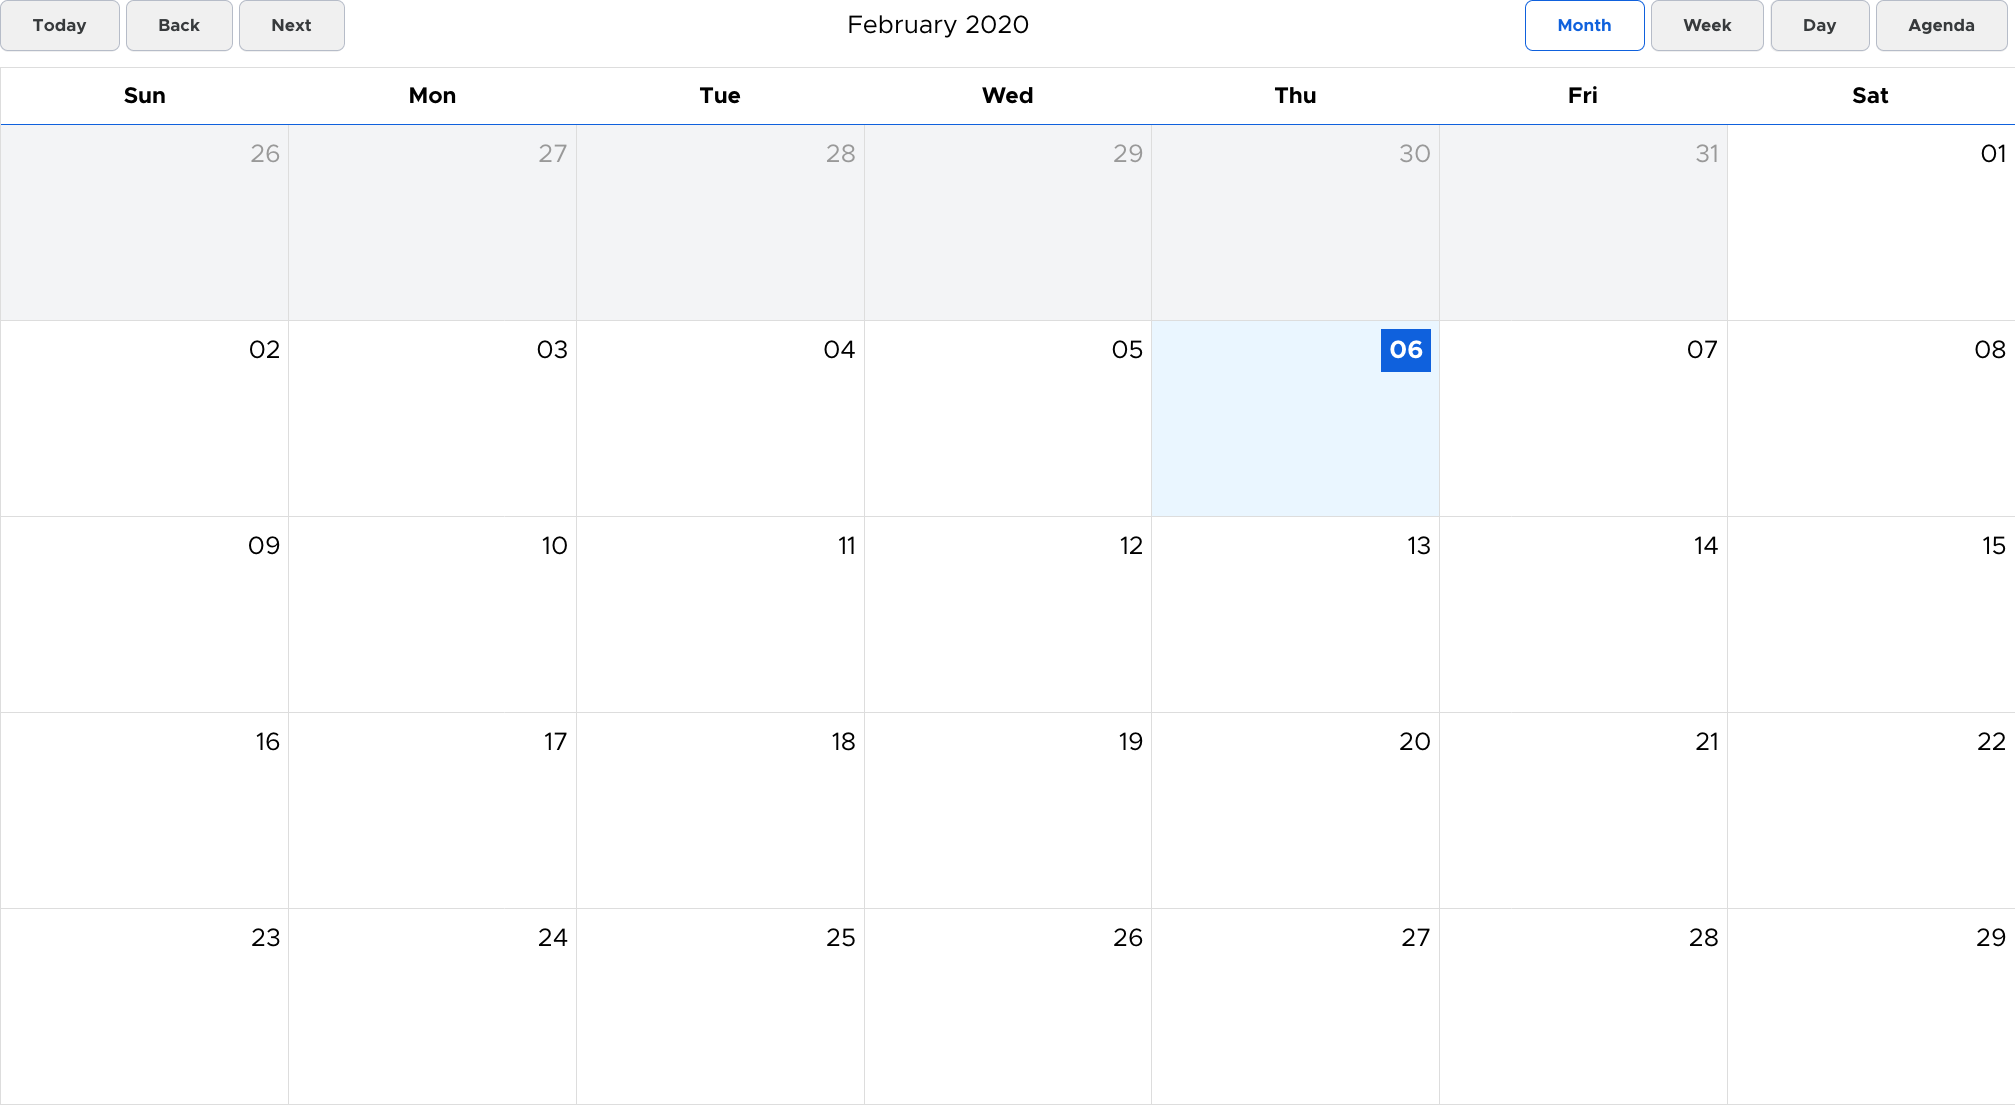 Today Back Next February 2020 Month Week Day Agenda
Sun Mon Tue Wed Thu Fri Sat
26 27 28 29 30 31 01
02 03 04 05 06 07 08
09 10 11 12 13 14 15
16 17 18 19 20 21 22
23 24 25 26 27 28 29